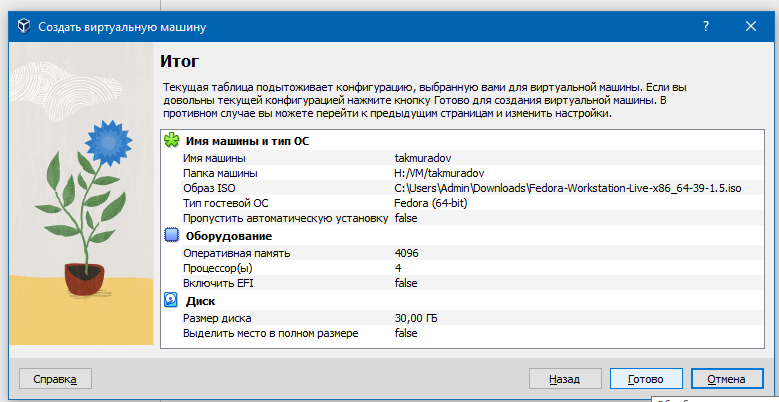 Создать виртуальную машину
Итог
Текущая таблица подытоживает конфигурацию, выбранную вами для виртуальной машины. Если вы
довольны текущей конфигурацией нажмите кнопку Готово для создания виртуальной машины. В
противном случае вы можете перейти к предыдущим страницам и изменить настройки.
Имя машины и тип ОС
Имя машины takmuradov
Папка машины H:/VM/takmuradov
Образ ISO C:\Users\Admin\Downloads\Fedora-Workstation-Live-x86_64-39-1.5.iso
Тип гостевой ОС Fedora (64-bit)
Пропустить автоматическую установку false
Оборудование
Оперативная память 4096
Процессор(ы) 4
Включить EFI false
Диск
Размер диска 30,00 ГБ
Выделить место в полном размере false
Справка Назад Готово Отмена